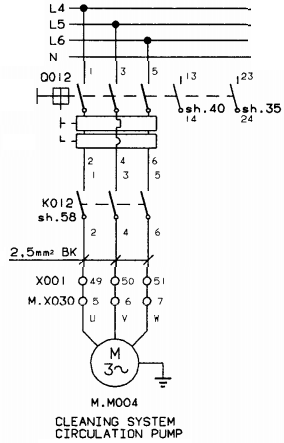 L4
L5
L6
N
Q012
1 3 5 13 23
sh.40 sh.35
14 24
2 4 6
1 3 5
K012
sh.58
2 4 6
2,5mm² BK
X001 49 50 51
M.X030 5 6 7
U V W
M
3~
M.M004
CLEANING SYSTEM
CIRCULATION PUMP